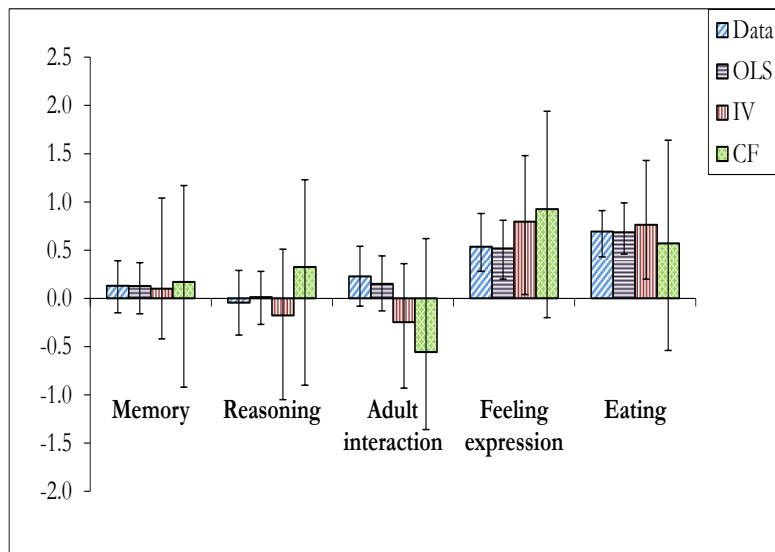 Data
OLS
IV
CF
2.5
2.0
1.5
1.0
0.5
0.0
-0.5
-1.0
-1.5
-2.0
Memory
Reasoning
Adult
interaction
Feeling
expression
Eating